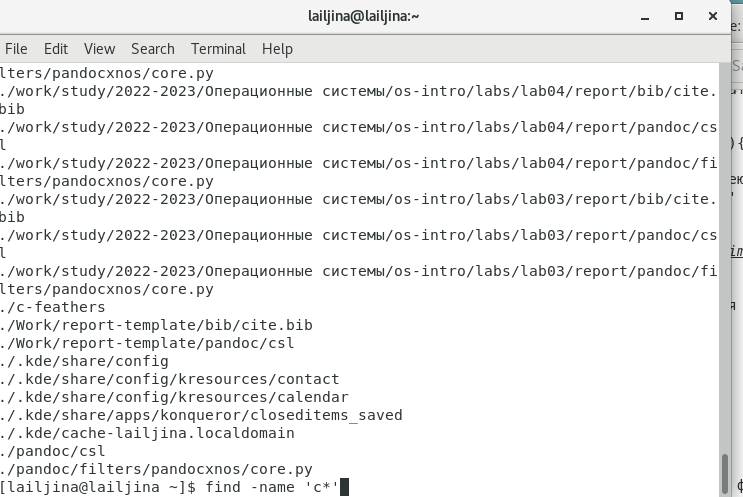 lailjina@lailjina:~
File Edit View Search Terminal Help
lters/pandocxnos/core.py
./work/study/2022-2023/Операционные системы/os-intro/labs/lab04/report/bib/cite.
bib
./work/study/2022-2023/Операционные системы/os-intro/labs/lab04/report/pandoc/cs
l
./work/study/2022-2023/Операционные системы/os-intro/labs/lab04/report/pandoc/fi
lters/pandocxnos/core.py
./work/study/2022-2023/Операционные системы/os-intro/labs/lab03/report/bib/cite.
bib
./work/study/2022-2023/Операционные системы/os-intro/labs/lab03/report/pandoc/cs
l
./work/study/2022-2023/Операционные системы/os-intro/labs/lab03/report/pandoc/fi
lters/pandocxnos/core.py
./c-feathers
./Work/report-template/bib/cite.bib
./Work/report-template/pandoc/csl
./.kde/share/config
./.kde/share/config/kresources/contact
./.kde/share/config/kresources/calendar
./.kde/share/apps/konqueror/closeditems_saved
./.kde/cache-lailjina.localdomain
./pandoc/csl
./pandoc/filters/pandocxnos/core.py
[lailjina@lailjina ~]$ find -name 'c*'